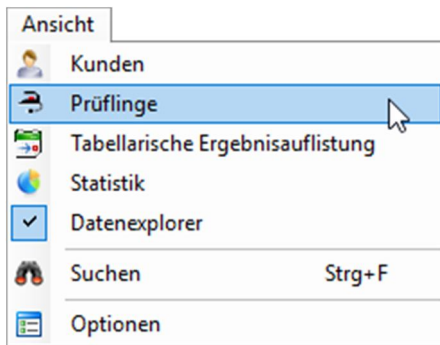 Ansicht
Kunden
Prüflinge
Tabellarische Ergebnisauflistung
Statistik
Datenexplorer
Suchen Strg+F
Optionen